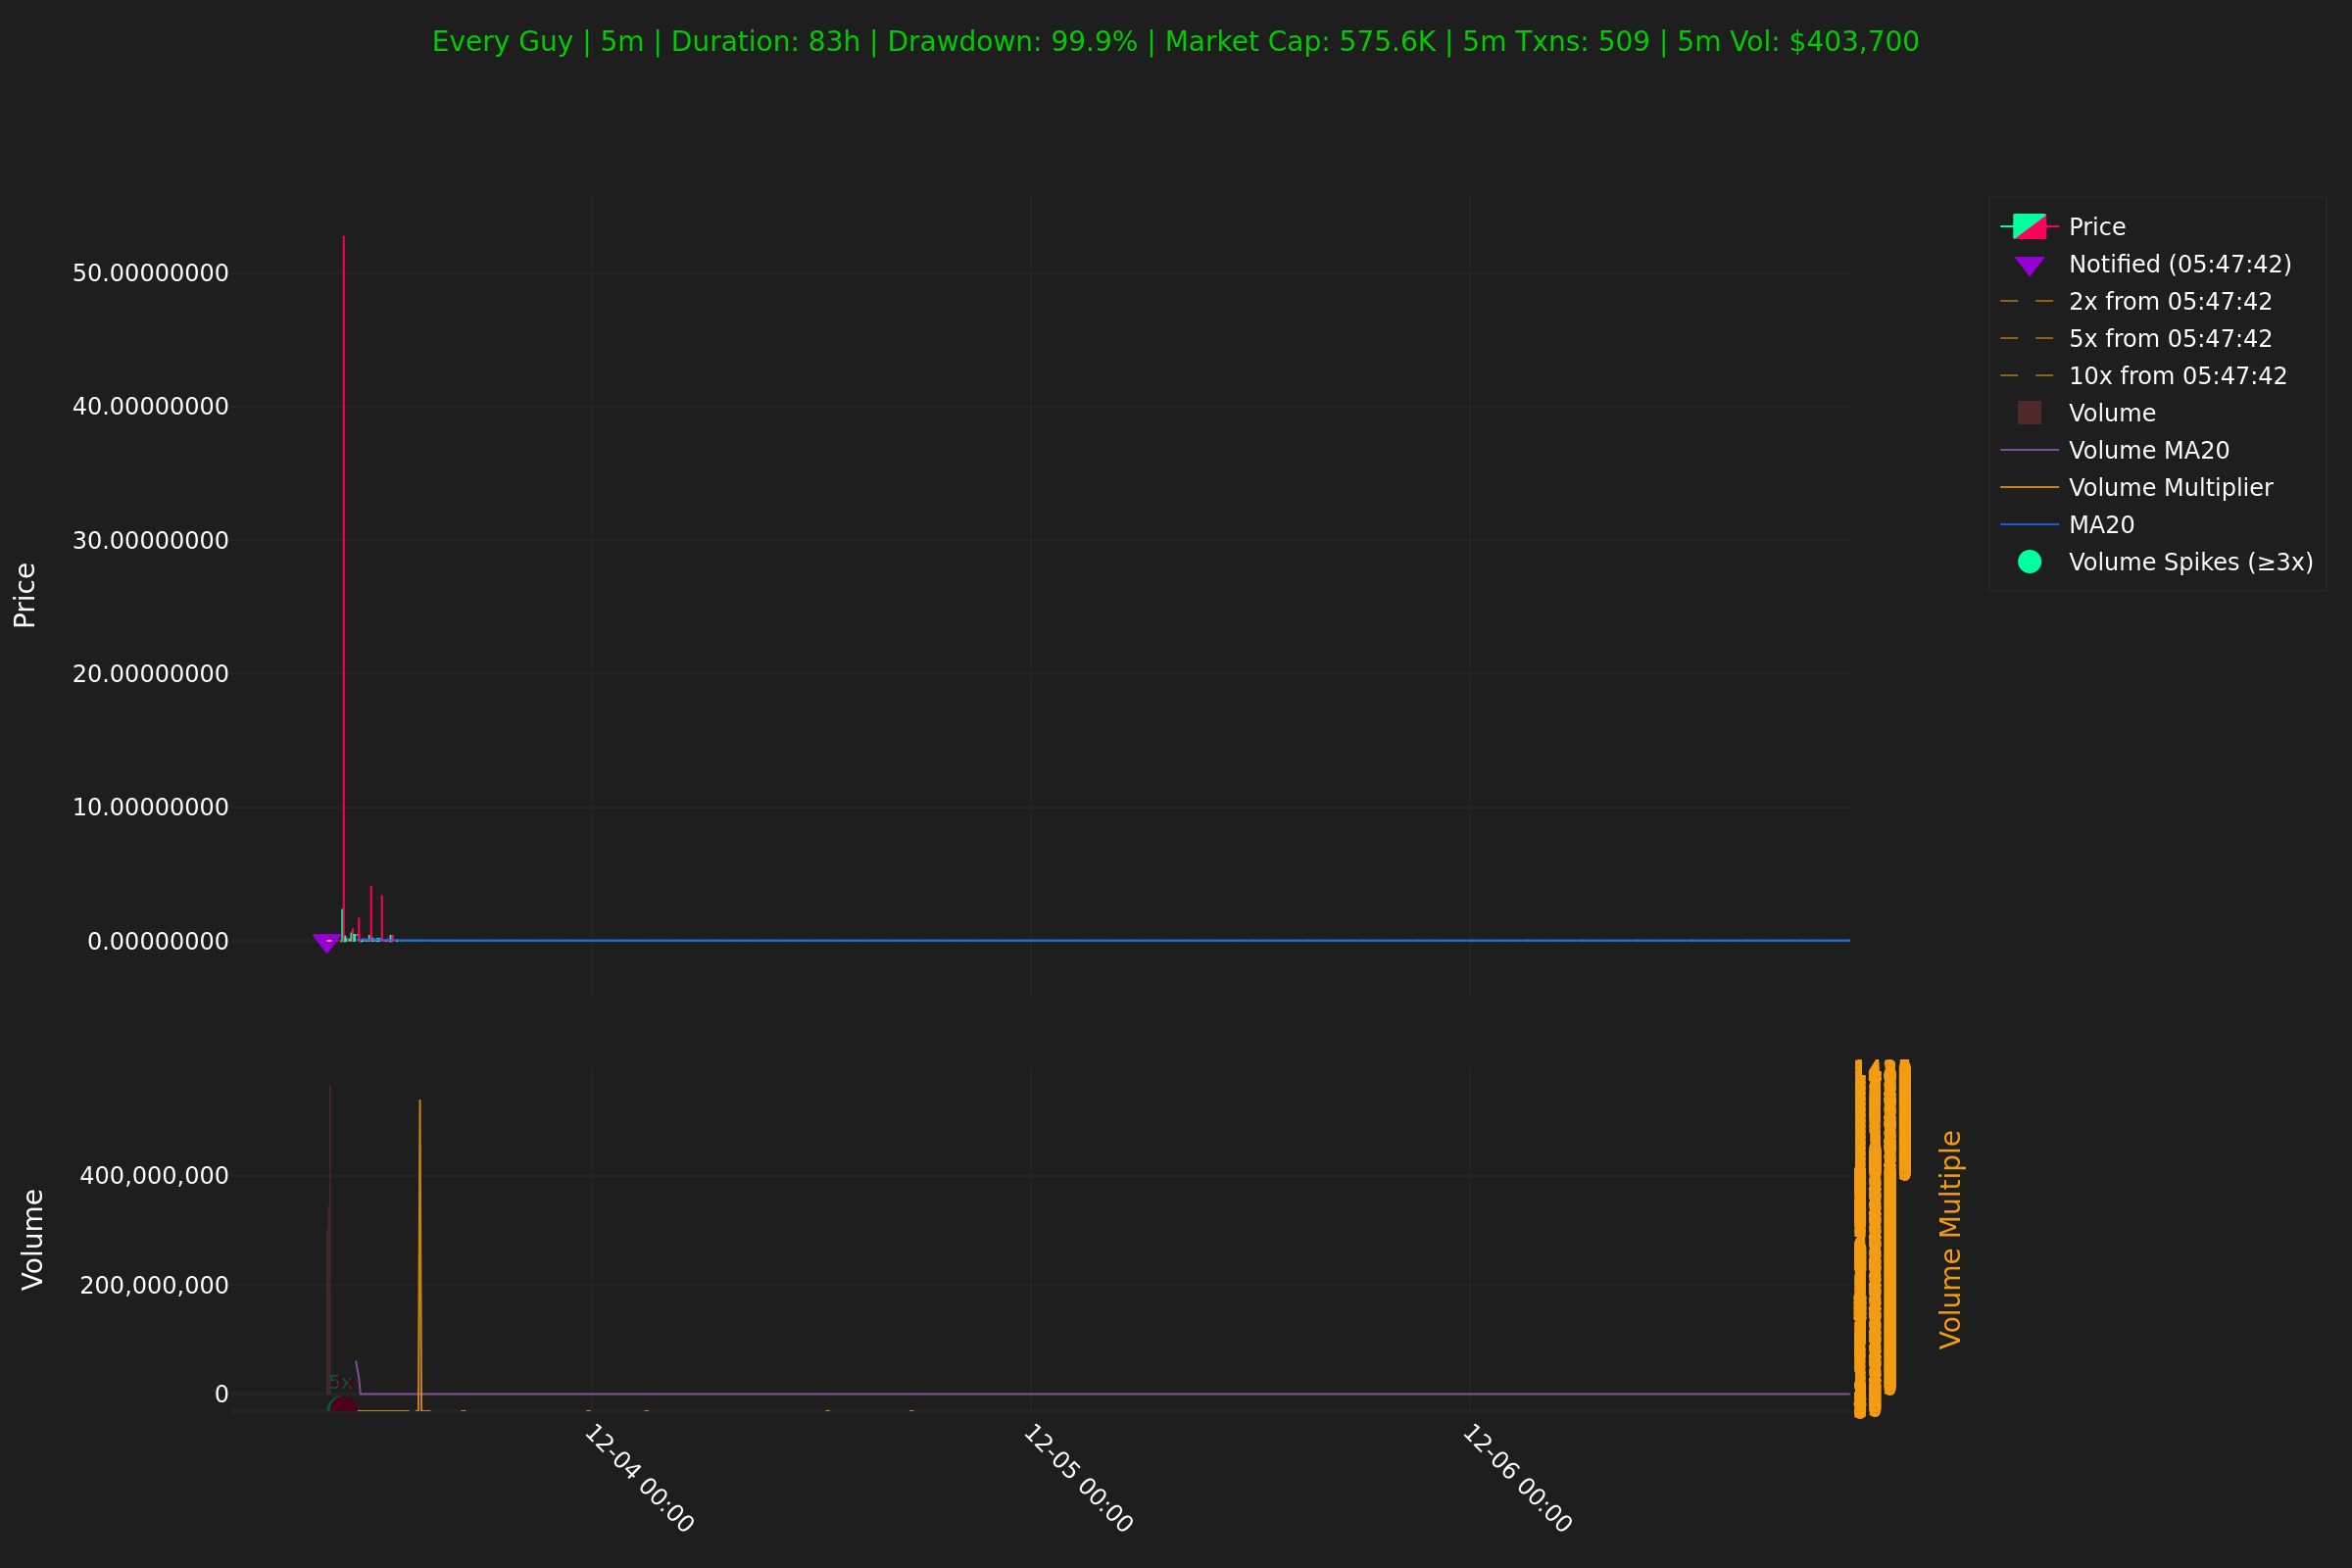 Every Guy | 5m | Duration: 83h | Drawdown: 99.9% | Market Cap: 575.6K | 5m Txns: 509 | 5m Vol: $403,700
Price
50.00000000
40.00000000
30.00000000
20.00000000
10.00000000
0.00000000
Price
Notified (05:47:42)
2x from 05:47:42
5x from 05:47:42
10x from 05:47:42
Volume
Volume MA20
Volume Multiplier
MA20
Volume Spikes (≥3x)
Volume
400,000,000
200,000,000
0
5x
Volume Multiple
12-04 00:00
12-05 00:00
12-06 00:00